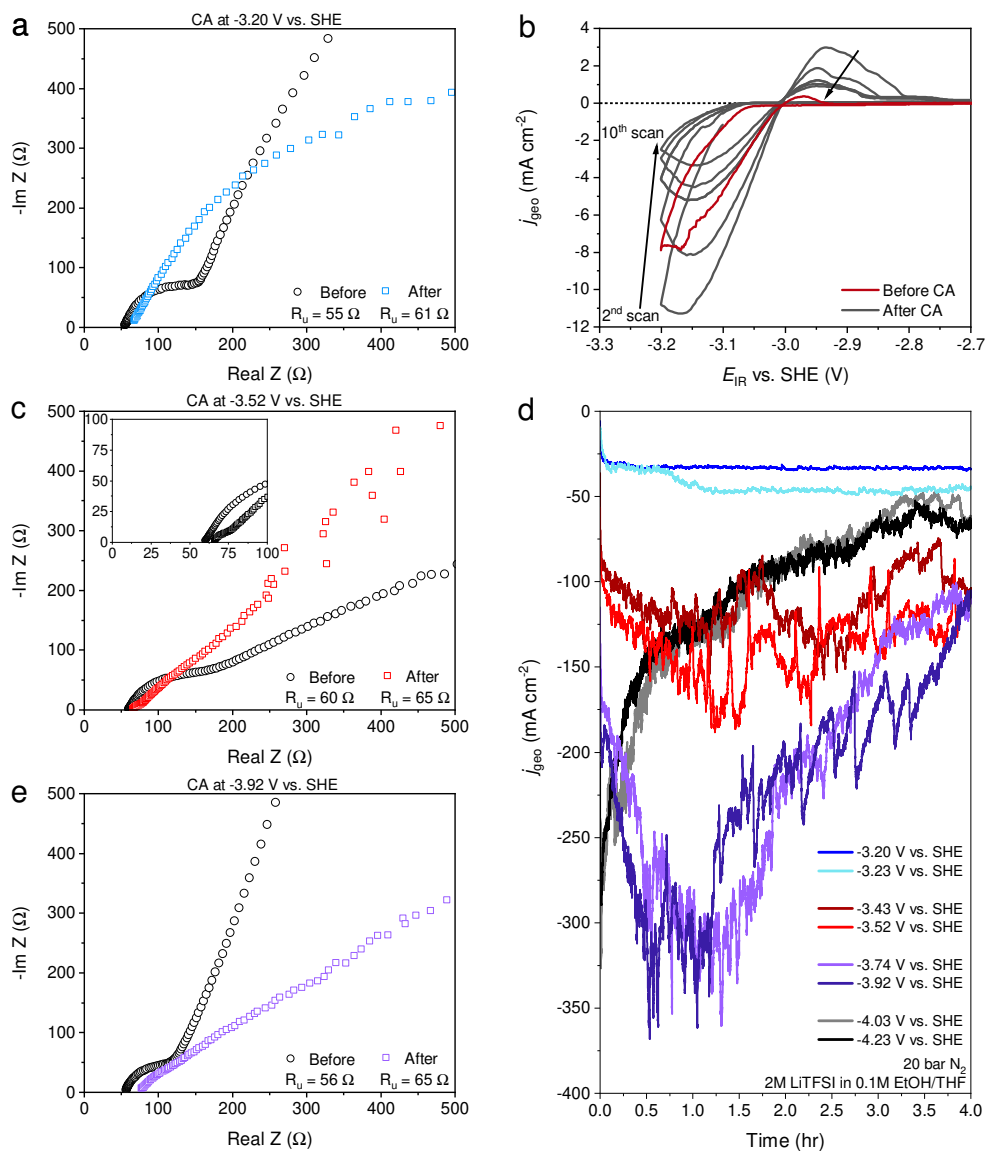 a
CA at -3.20 V vs. SHE
500
400
300
200
100
0
-Im Z (Ω)
Before After
R_u = 55 Ω R_u = 61 Ω
0 100 200 300 400 500
Real Z (Ω)
b
4
2
0
-2
-4
-6
-8
-10
-12
j_geo (mA cm⁻²)
10th scan
2nd scan
Before CA
After CA
-3.3 -3.2 -3.1 -3.0 -2.9 -2.8 -2.7
E_IR vs. SHE (V)
c
CA at -3.52 V vs. SHE
500
400
300
200
100
0
-Im Z (Ω)
100
75
50
25
0
0 25 50 75 100
Before After
R_u = 60 Ω R_u = 65 Ω
0 100 200 300 400 500
Real Z (Ω)
d
0
-50
-100
-150
-200
-250
-300
-350
-400
j_geo (mA cm⁻²)
-3.20 V vs. SHE
-3.23 V vs. SHE
-3.43 V vs. SHE
-3.52 V vs. SHE
-3.74 V vs. SHE
-3.92 V vs. SHE
-4.03 V vs. SHE
-4.23 V vs. SHE
20 bar N₂
2M LiTFSI in 0.1M EtOH/THF
0.0 0.5 1.0 1.5 2.0 2.5 3.0 3.5 4.0
Time (hr)
e
CA at -3.92 V vs. SHE
500
400
300
200
100
0
-Im Z (Ω)
Before After
R_u = 56 Ω R_u = 65 Ω
0 100 200 300 400 500
Real Z (Ω)